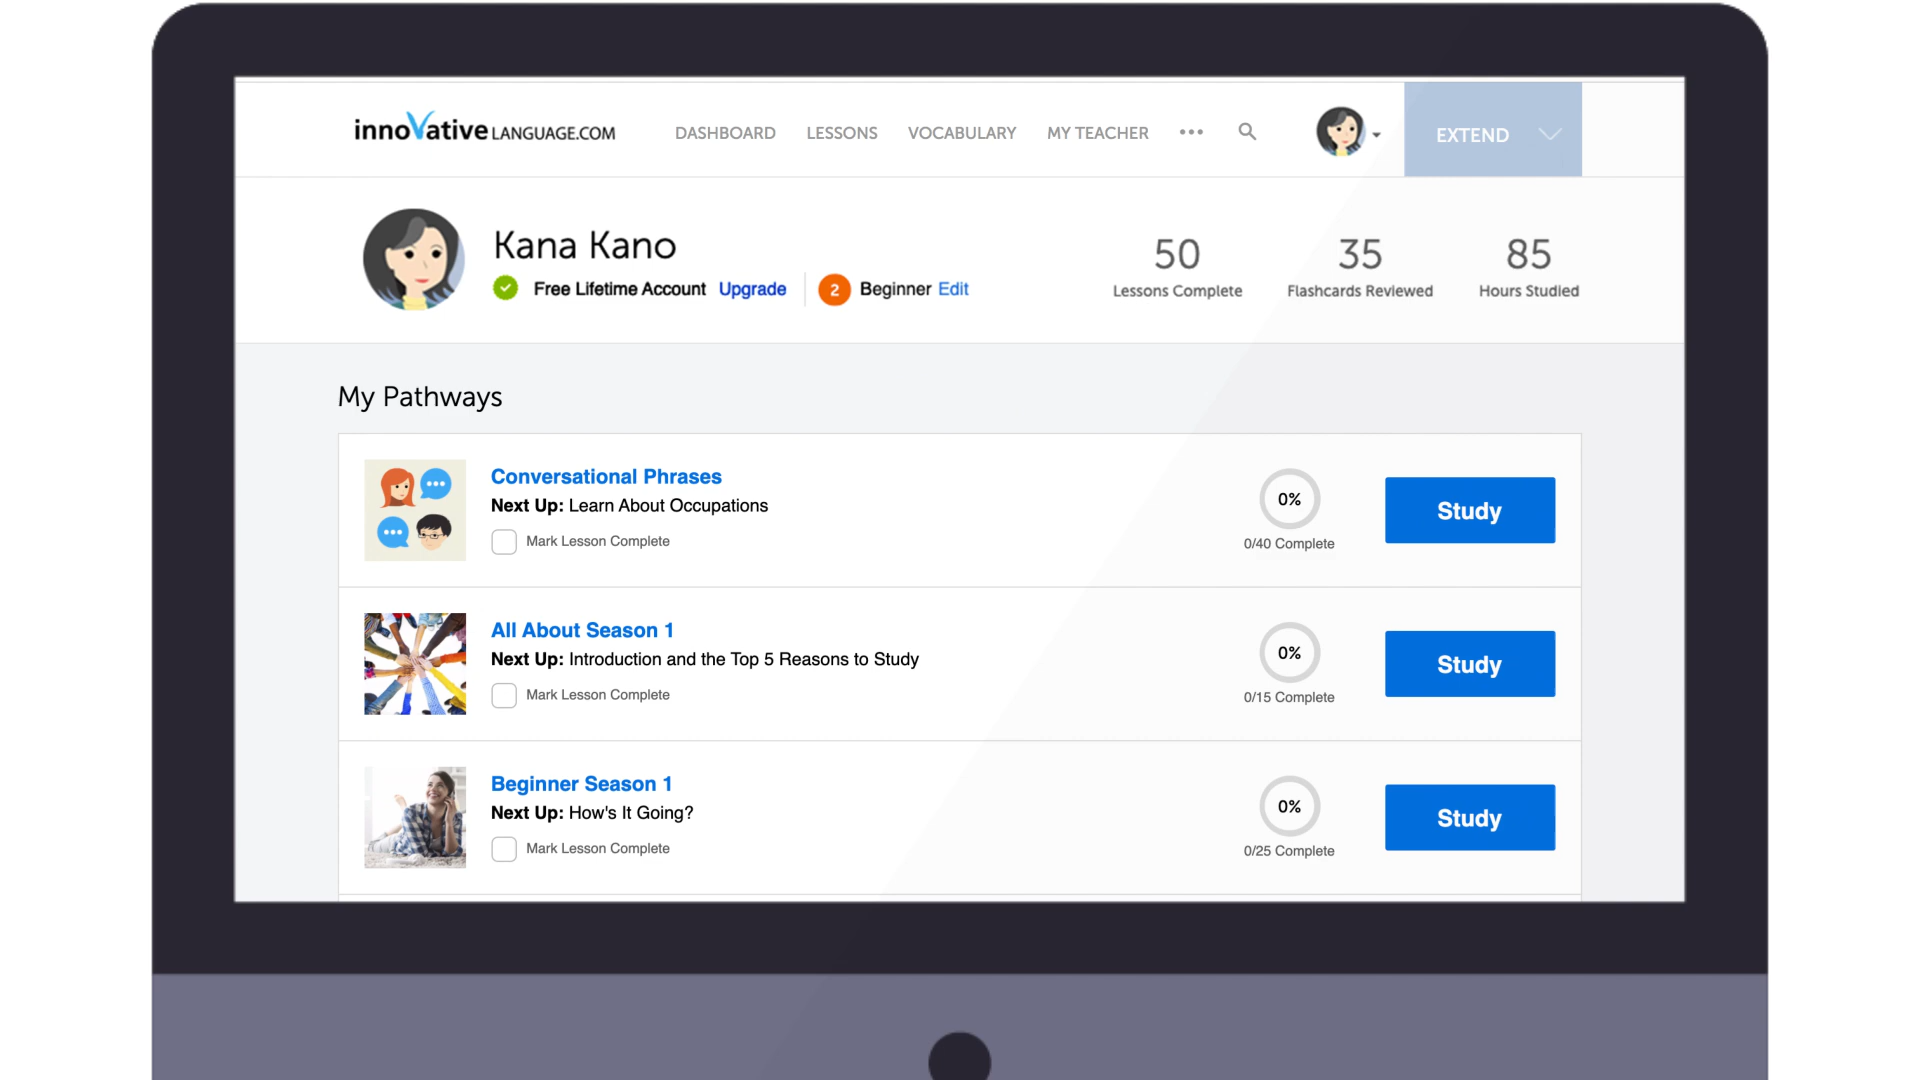 innoVative LANGUAGE.COM
DASHBOARD LESSONS VOCABULARY MY TEACHER ••• EXTEND
Kana Kano
Free Lifetime Account Upgrade 2 Beginner Edit
50 35 85
Lessons Complete Flashcards Reviewed Hours Studied
My Pathways
Conversational Phrases
Next Up: Learn About Occupations
Mark Lesson Complete
0%
0/40 Complete
Study
All About Season 1
Next Up: Introduction and the Top 5 Reasons to Study
Mark Lesson Complete
0%
0/15 Complete
Study
Beginner Season 1
Next Up: How's It Going?
Mark Lesson Complete
0%
0/25 Complete
Study